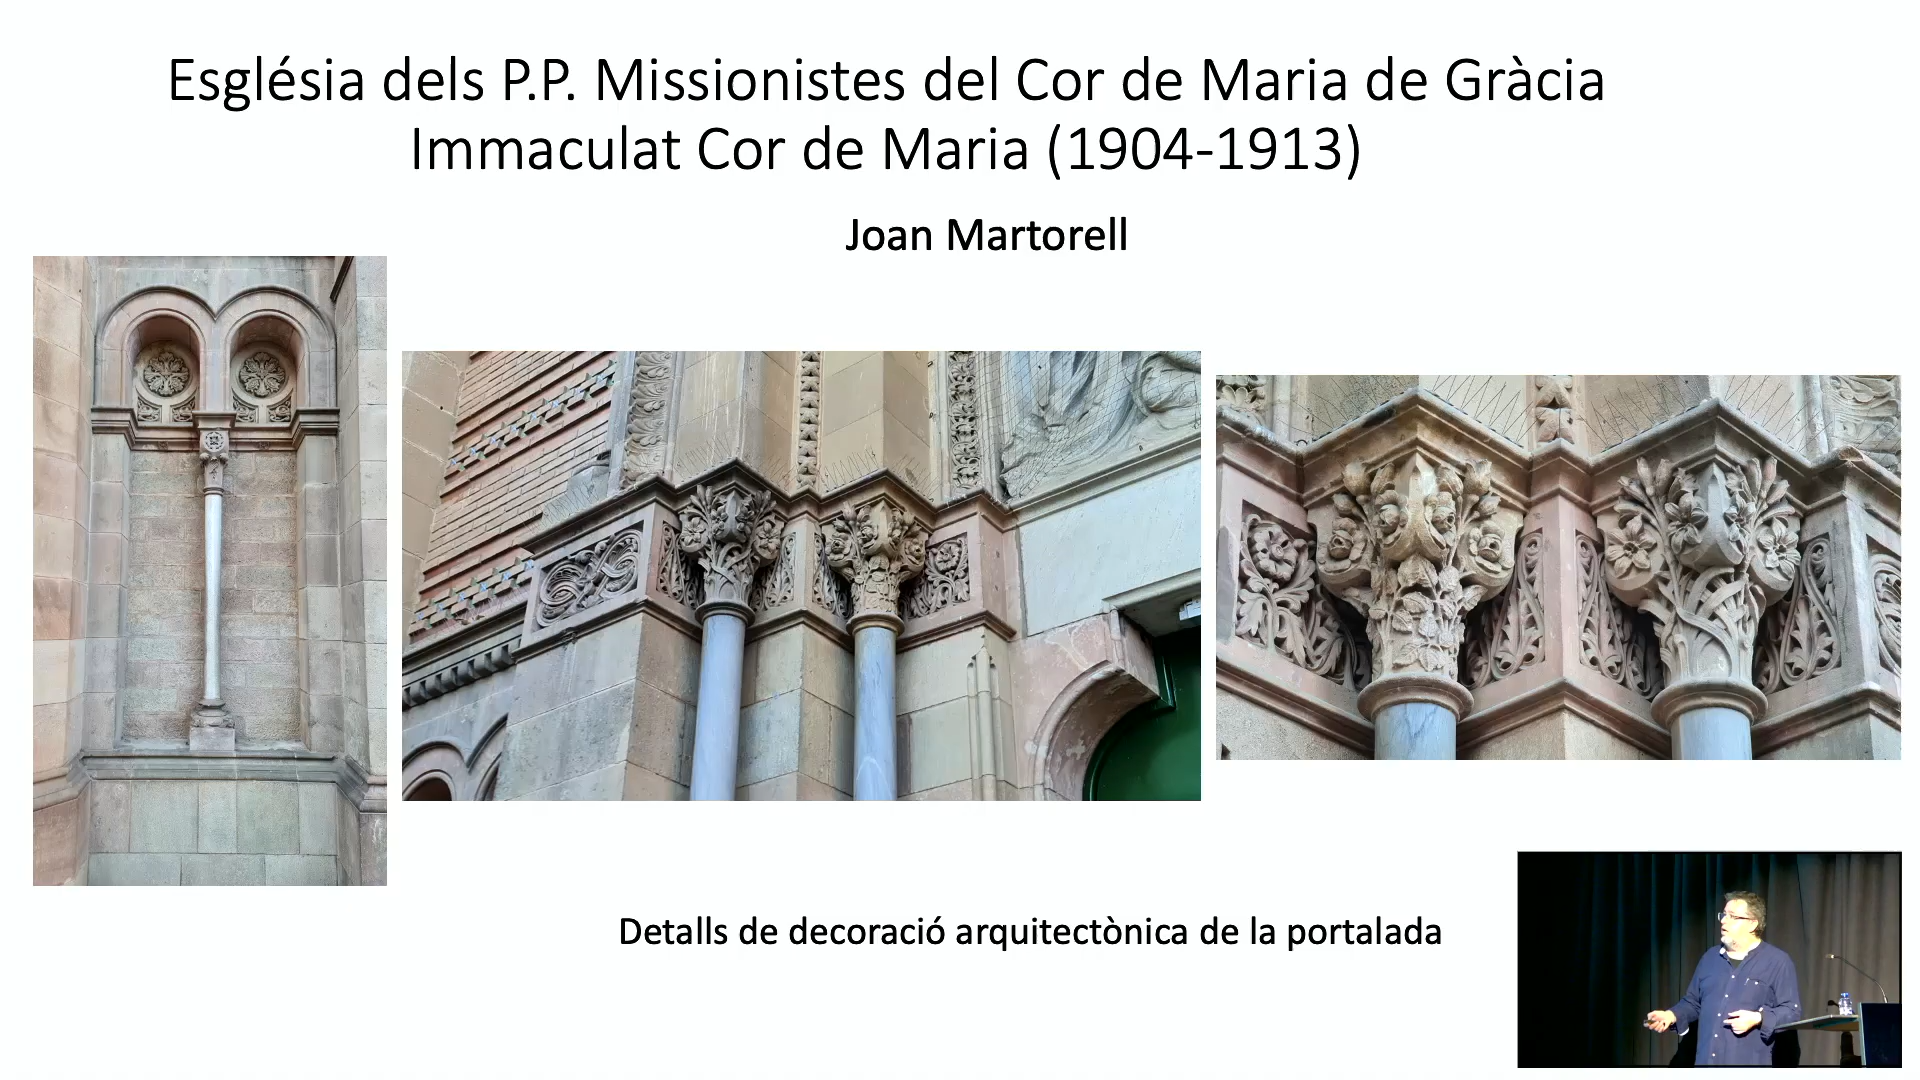 Església dels P.P. Missionistes del Cor de Maria de Gràcia
Immaculat Cor de Maria (1904-1913)
Joan Martorell
Detalls de decoració arquitectònica de la portalada